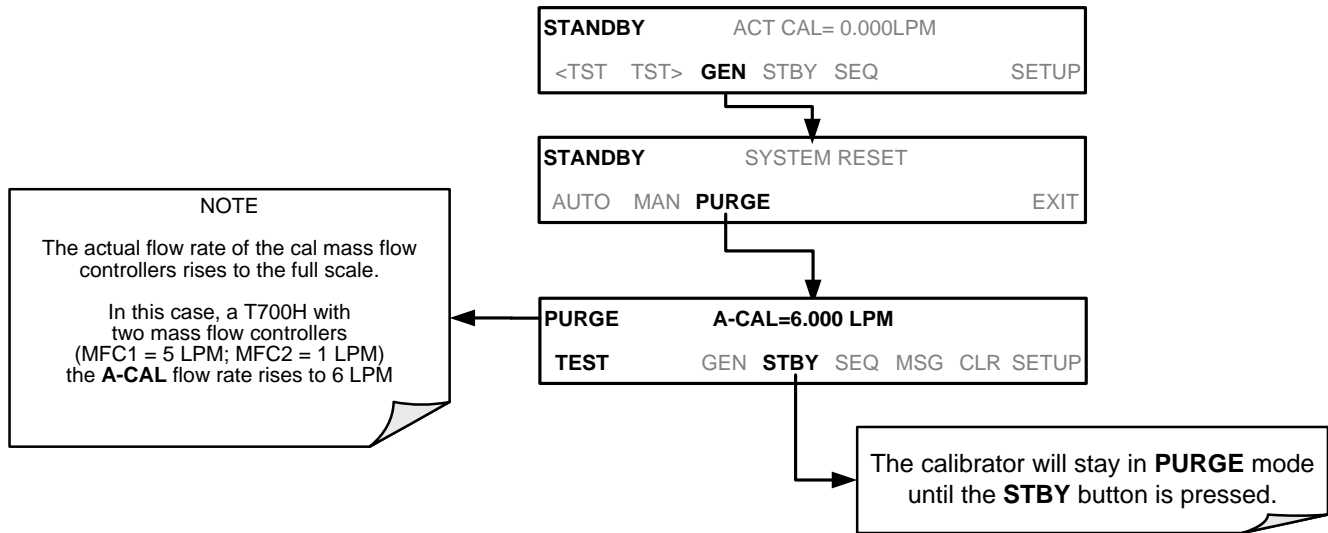 STANDBY ACT CAL= 0.000LPM
<TST TST> GEN STBY SEQ SETUP
STANDBY SYSTEM RESET
AUTO MAN PURGE EXIT
NOTE
The actual flow rate of the cal mass flow
controllers rises to the full scale.
In this case, a T700H with
two mass flow controllers
(MFC1 = 5 LPM; MFC2 = 1 LPM)
the A-CAL flow rate rises to 6 LPM
PURGE A-CAL=6.000 LPM
TEST GEN STBY SEQ MSG CLR SETUP
The calibrator will stay in PURGE mode
until the STBY button is pressed.